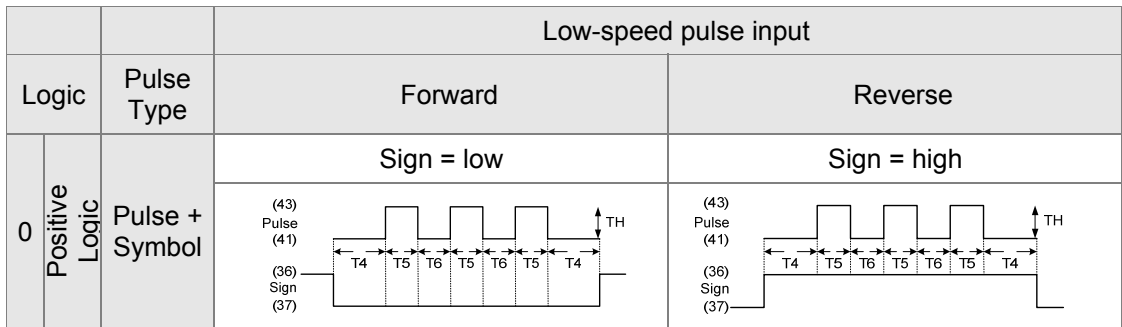 Low-speed pulse input
Logic
Pulse
Type
Forward
Reverse
0
Positive
Logic
Pulse +
Symbol
Sign = low
Sign = high
(43)
Pulse
(41)
TH
T4 T5 T6 T5 T6 T5 T4
(36)
Sign
(37)
(43)
Pulse
(41)
TH
T4 T5 T6 T5 T6 T5 T4
(36)
Sign
(37)